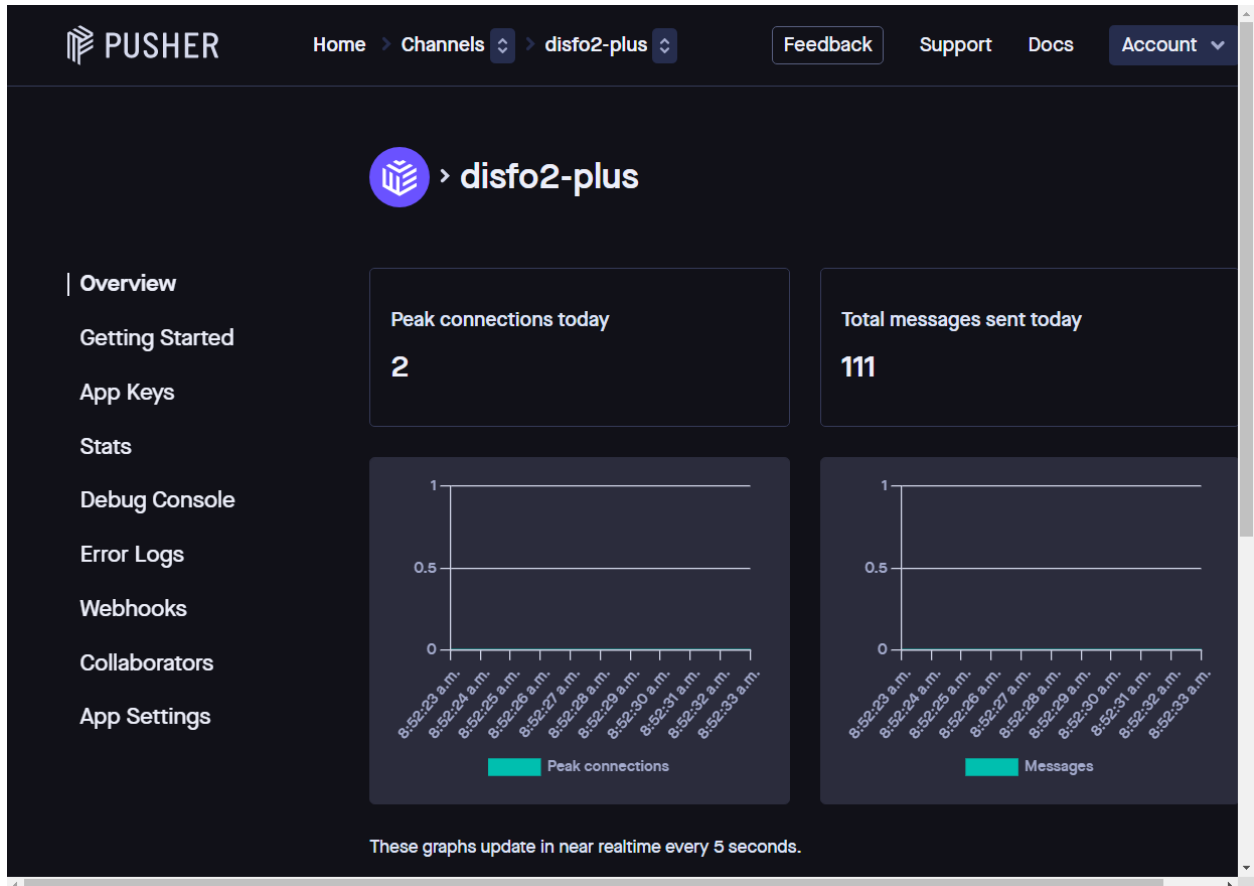 PUSHER Home Channels disfo2-plus Feedback Support Docs Account
disfo2-plus
Overview
Getting Started
App Keys
Stats
Debug Console
Error Logs
Webhooks
Collaborators
App Settings
Peak connections today
2
Total messages sent today
111
1
0.5
0
8:52:23 a.m. 8:52:24 a.m. 8:52:25 a.m. 8:52:26 a.m. 8:52:27 a.m. 8:52:28 a.m. 8:52:29 a.m. 8:52:30 a.m. 8:52:31 a.m. 8:52:32 a.m. 8:52:33 a.m.
Peak connections
1
0.5
0
8:52:23 a.m. 8:52:24 a.m. 8:52:25 a.m. 8:52:26 a.m. 8:52:27 a.m. 8:52:28 a.m. 8:52:29 a.m. 8:52:30 a.m. 8:52:31 a.m. 8:52:32 a.m. 8:52:33 a.m.
Messages
These graphs update in near realtime every 5 seconds.